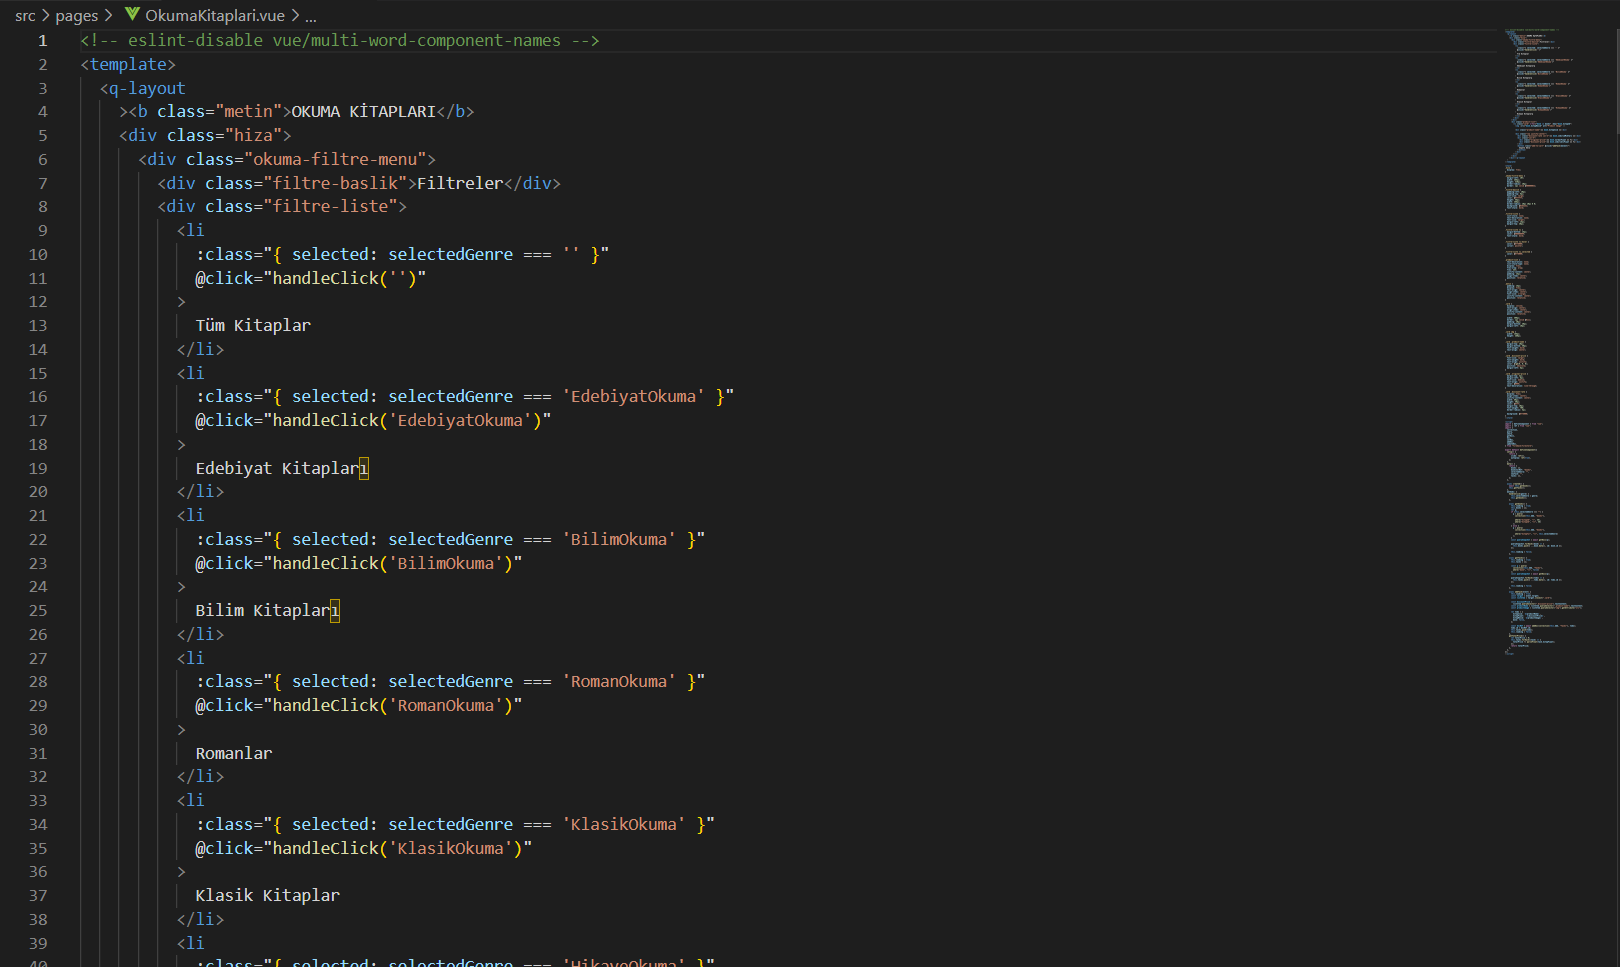 src > pages > OkumaKitaplari.vue > ...
1 <!-- eslint-disable vue/multi-word-component-names -->
2 <template>
3   <q-layout
4     ><b class="metin">OKUMA KİTAPLARI</b>
5     <div class="hiza">
6       <div class="okuma-filtre-menu">
7         <div class="filtre-baslik">Filtreler</div>
8         <div class="filtre-liste">
9           <li
10             :class="{ selected: selectedGenre === '' }"
11             @click="handleClick('')"
12           >
13             Tüm Kitaplar
14           </li>
15           <li
16             :class="{ selected: selectedGenre === 'EdebiyatOkuma' }"
17             @click="handleClick('EdebiyatOkuma')"
18           >
19             Edebiyat Kitapları
20           </li>
21           <li
22             :class="{ selected: selectedGenre === 'BilimOkuma' }"
23             @click="handleClick('BilimOkuma')"
24           >
25             Bilim Kitapları
26           </li>
27           <li
28             :class="{ selected: selectedGenre === 'RomanOkuma' }"
29             @click="handleClick('RomanOkuma')"
30           >
31             Romanlar
32           </li>
33           <li
34             :class="{ selected: selectedGenre === 'KlasikOkuma' }"
35             @click="handleClick('KlasikOkuma')"
36           >
37             Klasik Kitaplar
38           </li>
39           <li
40             :class="{ selected: selectedGenre === 'HikayeOkuma' }"